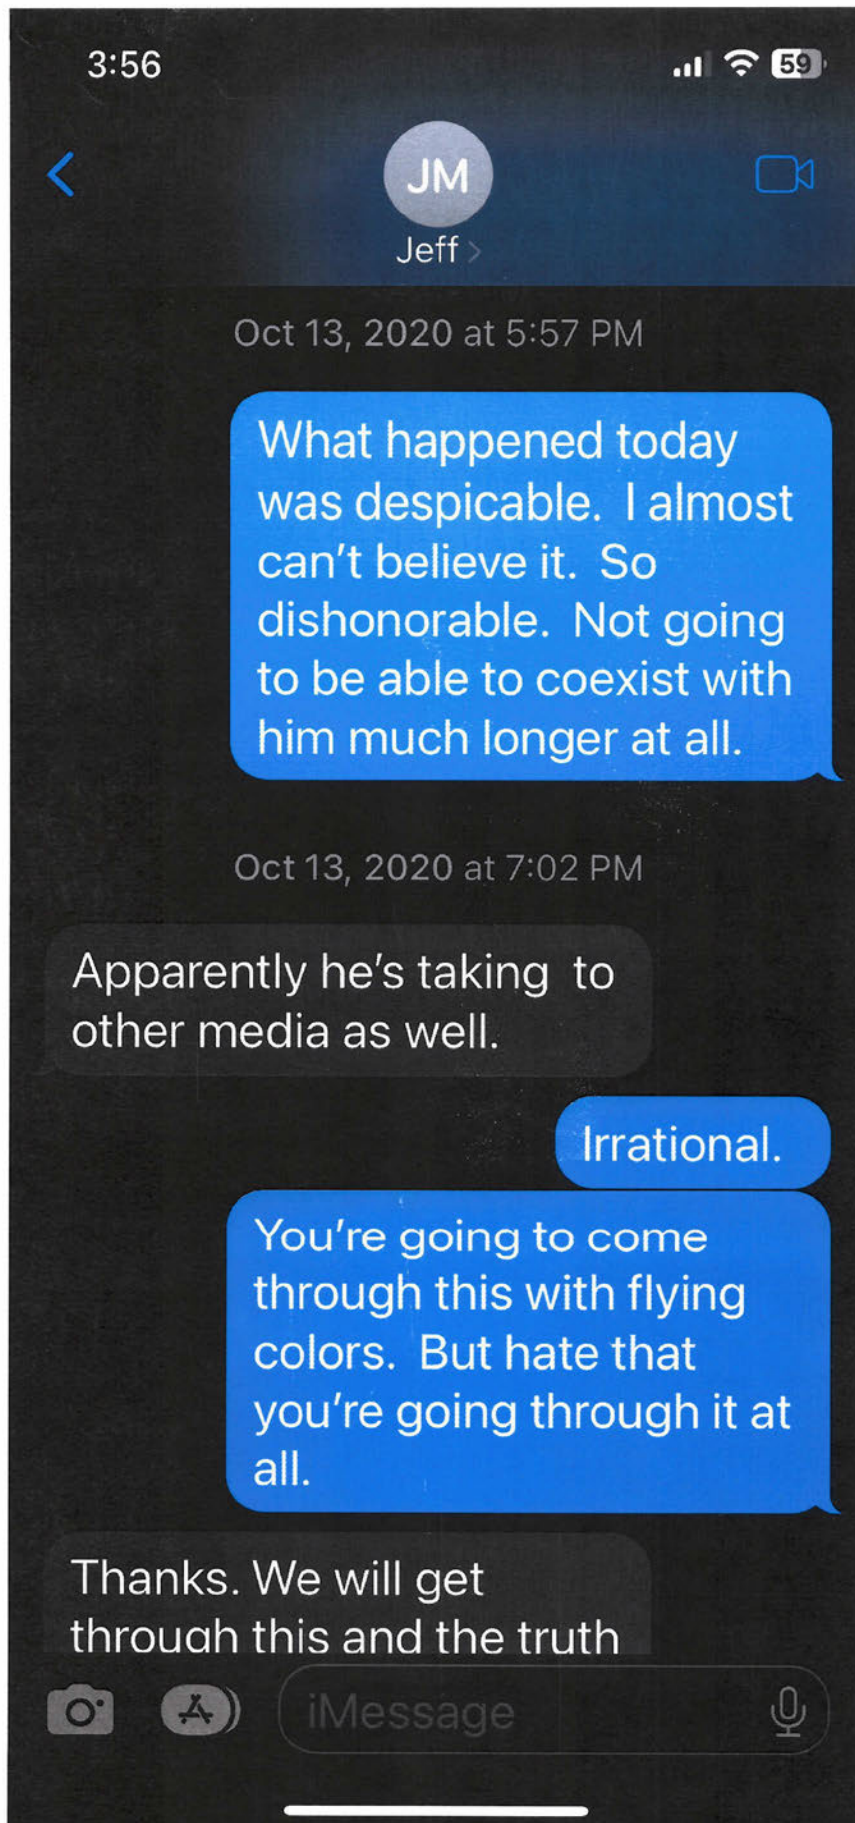 3:56
59
JM
Jeff >
Oct 13, 2020 at 5:57 PM
What happened today
was despicable.  I almost
can't believe it.  So
dishonorable.  Not going
to be able to coexist with
him much longer at all.
Oct 13, 2020 at 7:02 PM
Apparently he's taking  to
other media as well.
Irrational.
You're going to come
through this with flying
colors.  But hate that
you're going through it at
all.
Thanks. We will get
through this and the truth
iMessage